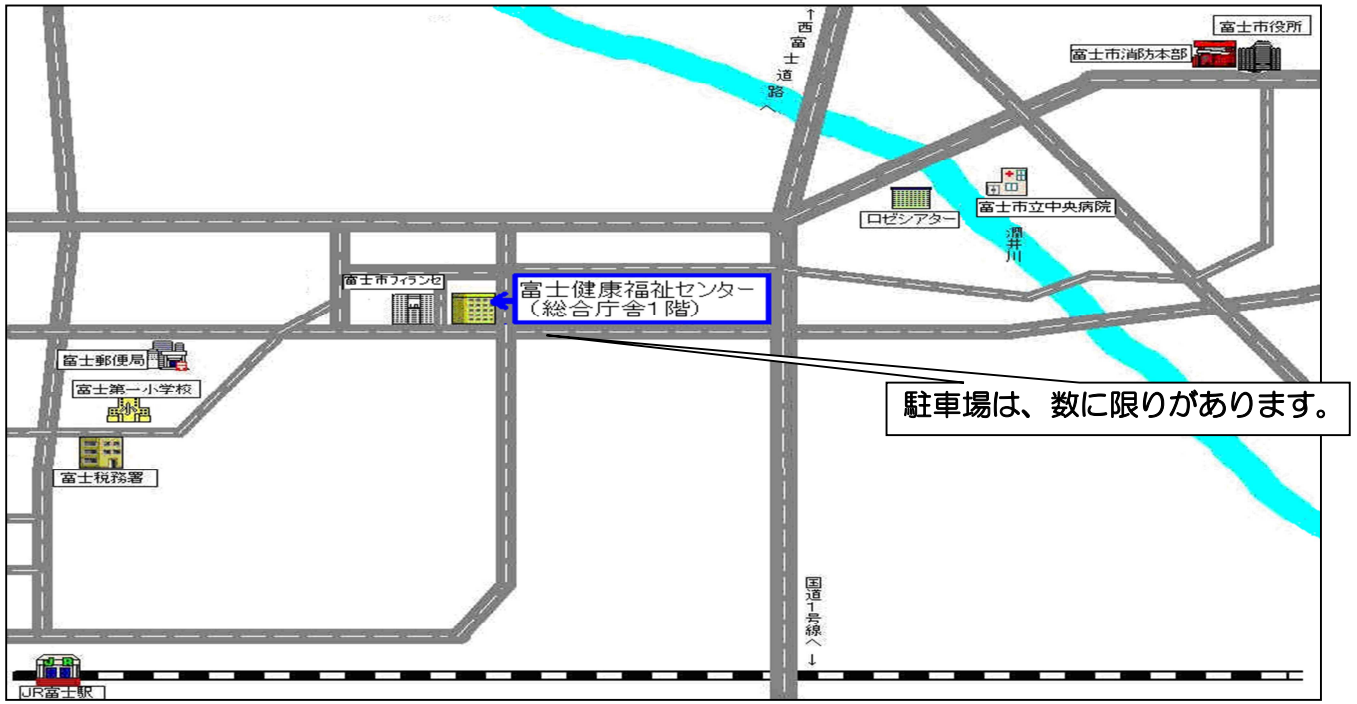 ↑西富士道路へ
富士市役所
富士市消防本部
ロゼシアター
富士市立中央病院
潤井川
富士市フィランセ
富士健康福祉センター
（総合庁舎1階）
富士郵便局
富士第一小学校
小
富士税務署
駐車場は、数に限りがあります。
国道1号線へ↓
JR
JR富士駅